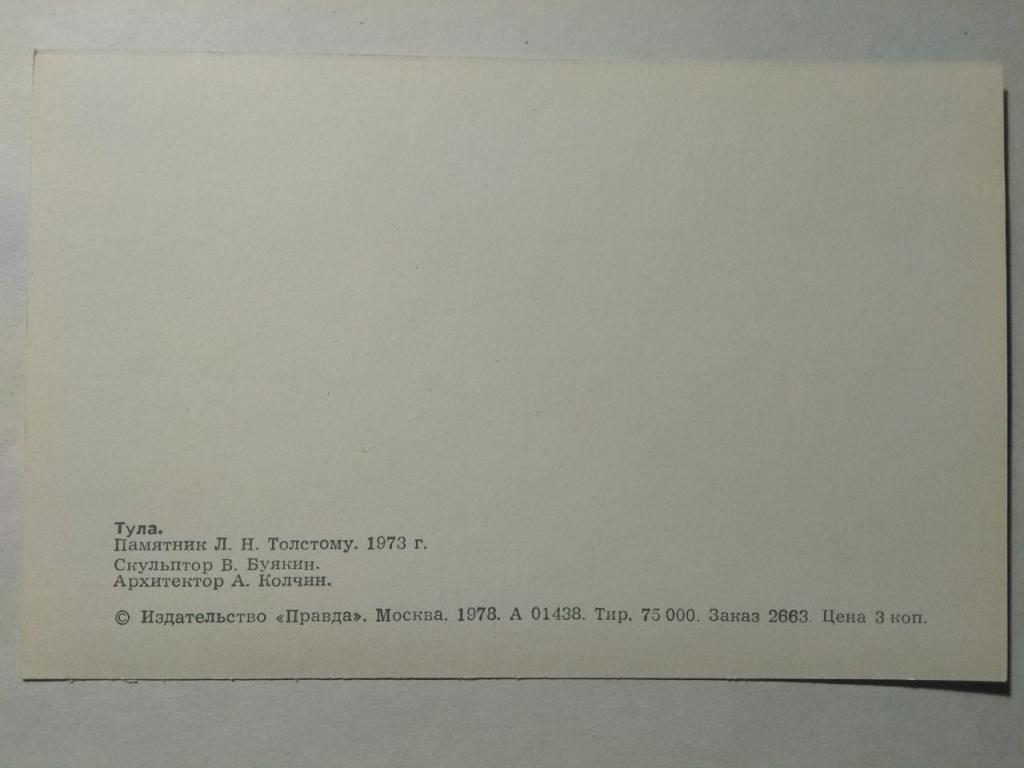 Тула.
Памятник Л. Н. Толстому. 1973 г.
Скульптор В. Буякин.
Архитектор А. Колчин.
© Издательство «Правда». Москва. 1978. А 01438. Тир. 75 000. Заказ 2663. Цена 3 коп.